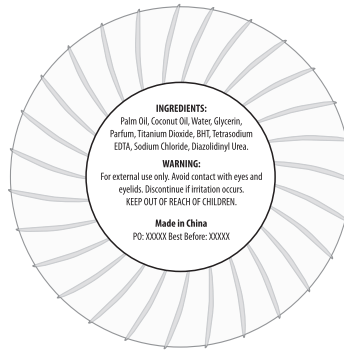 INGREDIENTS:
Palm Oil, Coconut Oil, Water, Glycerin,
Parfum, Titanium Dioxide, BHT, Tetrasodium
EDTA, Sodium Chloride, Diazolidinyl Urea.
WARNING:
For external use only. Avoid contact with eyes and
eyelids. Discontinue if irritation occurs.
KEEP OUT OF REACH OF CHILDREN.
Made in China
PO: XXXXX Best Before: XXXXX